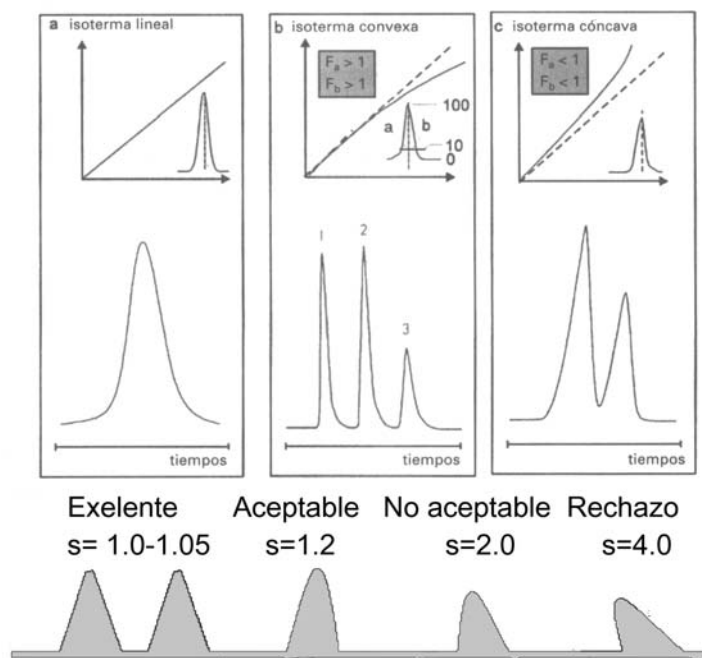 a isoterma lineal
tiempos
b isoterma convexa
Fa > 1
Fb > 1
a b
100
10
0
1
2
3
tiempos
c isoterma cóncava
Fa < 1
Fb < 1
tiempos
Exelente Aceptable No aceptable Rechazo
s= 1.0-1.05 s=1.2 s=2.0 s=4.0